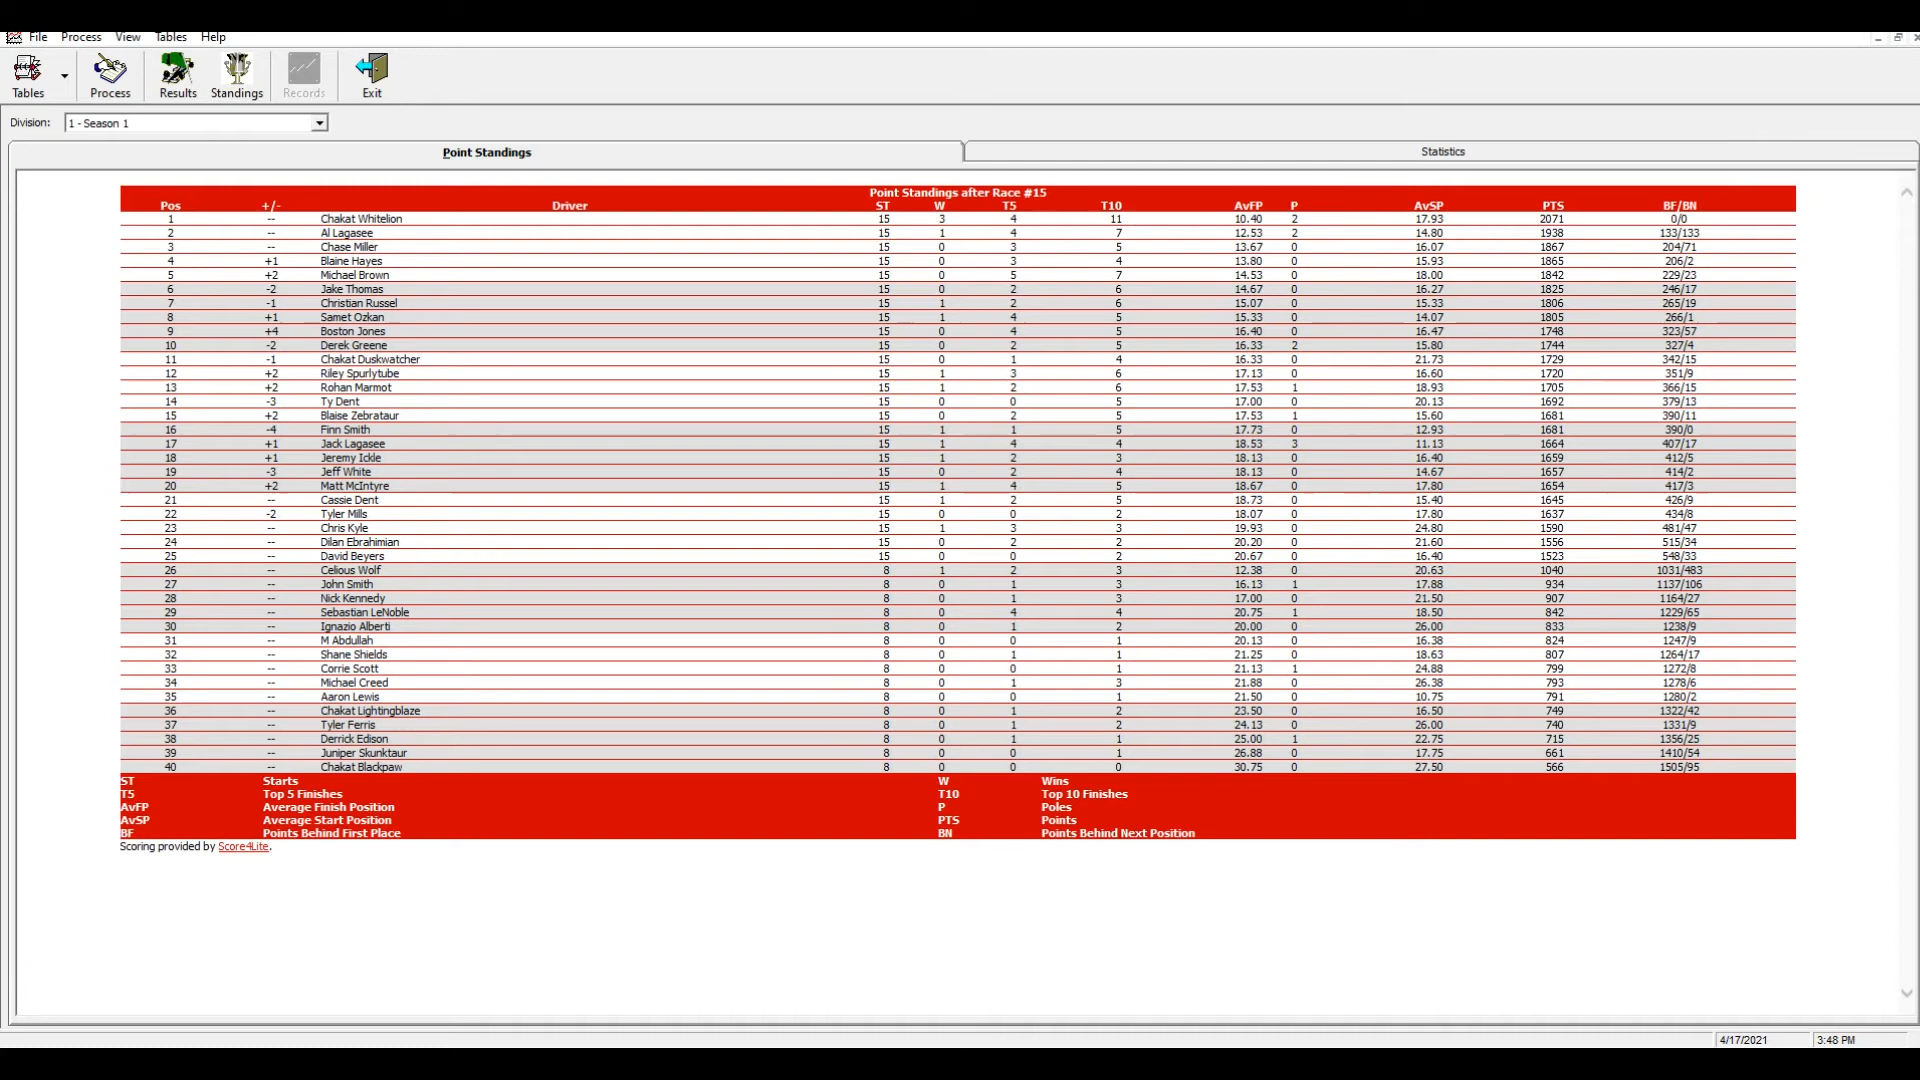 File Process View Tables Help
Tables Process Results Standings Records Exit
Division: 1 - Season 1
Point Standings Statistics
Point Standings after Race #15
Pos +/- Driver ST W T5 T10 AvFP P AvSP PTS BF/BN
1 -- Chakat Whitelion 15 3 4 11 10.40 2 17.93 2071 0/0
2 -- Al Lagasee 15 1 4 7 12.53 2 14.80 1938 133/133
3 -- Chase Miller 15 0 3 5 13.67 0 16.07 1867 204/71
4 +1 Blaine Hayes 15 0 3 4 13.80 0 15.93 1865 206/2
5 +2 Michael Brown 15 0 5 7 14.53 0 18.00 1842 229/23
6 -2 Jake Thomas 15 0 2 6 14.67 0 16.27 1825 246/17
7 -1 Christian Russel 15 1 2 6 15.07 0 15.33 1806 265/19
8 +1 Samet Ozkan 15 1 4 5 15.33 0 14.07 1805 266/1
9 +4 Boston Jones 15 0 4 5 16.40 0 16.47 1748 323/57
10 -2 Derek Greene 15 0 2 5 16.33 2 15.80 1744 327/4
11 -1 Chakat Duskwatcher 15 0 1 4 16.33 0 21.73 1729 342/15
12 +2 Riley Spurlytube 15 1 3 6 17.13 0 16.60 1720 351/9
13 +2 Rohan Marmot 15 1 2 6 17.53 1 18.93 1705 366/15
14 -3 Ty Dent 15 0 0 5 17.00 0 20.13 1692 379/13
15 +2 Blaise Zebrataur 15 0 2 5 17.53 1 15.60 1681 390/11
16 -4 Finn Smith 15 1 1 5 17.73 0 12.93 1681 390/0
17 +1 Jack Lagasee 15 1 4 4 18.53 3 11.13 1664 407/17
18 +1 Jeremy Ickle 15 1 2 3 18.13 0 16.40 1659 412/5
19 -3 Jeff White 15 0 2 4 18.13 0 14.67 1657 414/2
20 +2 Matt McIntyre 15 1 4 5 18.67 0 17.80 1654 417/3
21 -- Cassie Dent 15 1 2 5 18.73 0 15.40 1645 426/9
22 -2 Tyler Mills 15 0 0 2 18.07 0 17.80 1637 434/8
23 -- Chris Kyle 15 1 3 3 19.93 0 24.80 1590 481/47
24 -- Dilan Ebrahimian 15 0 2 2 20.20 0 21.60 1556 515/34
25 -- David Beyers 15 0 0 2 20.67 0 16.40 1523 548/33
26 -- Celious Wolf 8 1 2 3 12.38 0 20.63 1040 1031/483
27 -- John Smith 8 0 1 3 16.13 1 17.88 934 1137/106
28 -- Nick Kennedy 8 0 1 3 17.00 0 21.50 907 1164/27
29 -- Sebastian LeNoble 8 0 4 4 20.75 1 18.50 842 1229/65
30 -- Ignazio Alberti 8 0 1 2 20.00 0 26.00 833 1238/9
31 -- M Abdullah 8 0 0 1 20.13 0 16.38 824 1247/9
32 -- Shane Shields 8 0 1 1 21.25 0 18.63 807 1264/17
33 -- Corrie Scott 8 0 0 1 21.13 1 24.88 799 1272/8
34 -- Michael Creed 8 0 1 3 21.88 0 26.38 793 1278/6
35 -- Aaron Lewis 8 0 0 1 21.50 0 10.75 791 1280/2
36 -- Chakat Lightingblaze 8 0 1 2 23.50 0 16.50 749 1322/42
37 -- Tyler Ferris 8 0 1 2 24.13 0 26.00 740 1331/9
38 -- Derrick Edison 8 0 1 1 25.00 1 22.75 715 1356/25
39 -- Juniper Skunktaur 8 0 0 1 26.88 0 17.75 661 1410/54
40 -- Chakat Blackpaw 8 0 0 0 30.75 0 27.50 566 1505/95
ST Starts W Wins
T5 Top 5 Finishes T10 Top 10 Finishes
AvFP Average Finish Position P Poles
AvSP Average Start Position PTS Points
BF Points Behind First Place BN Points Behind Next Position
Scoring provided by Score4Lite.
4/17/2021 3:48 PM